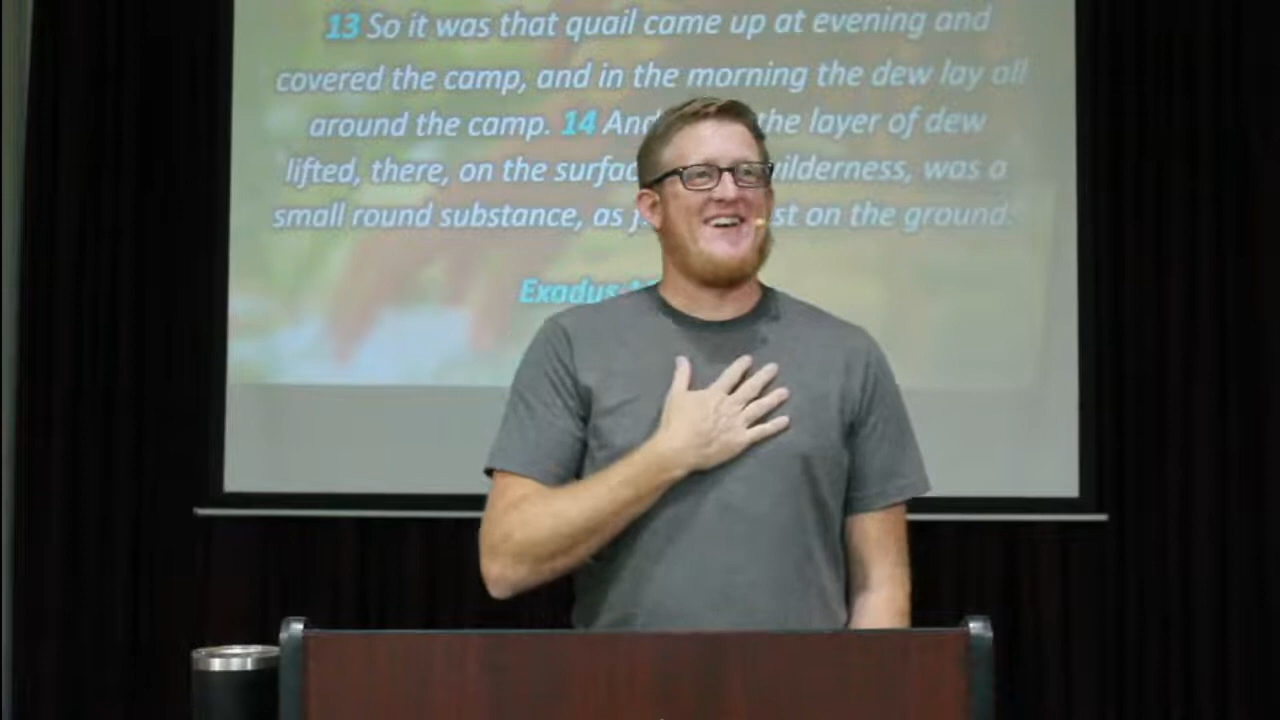 13 So it was that quail came up at evening and
covered the camp, and in the morning the dew lay all
around the camp. 14 And the layer of dew
lifted, there, on the wilderness, was a
small round substance, as on the ground.
Exodus